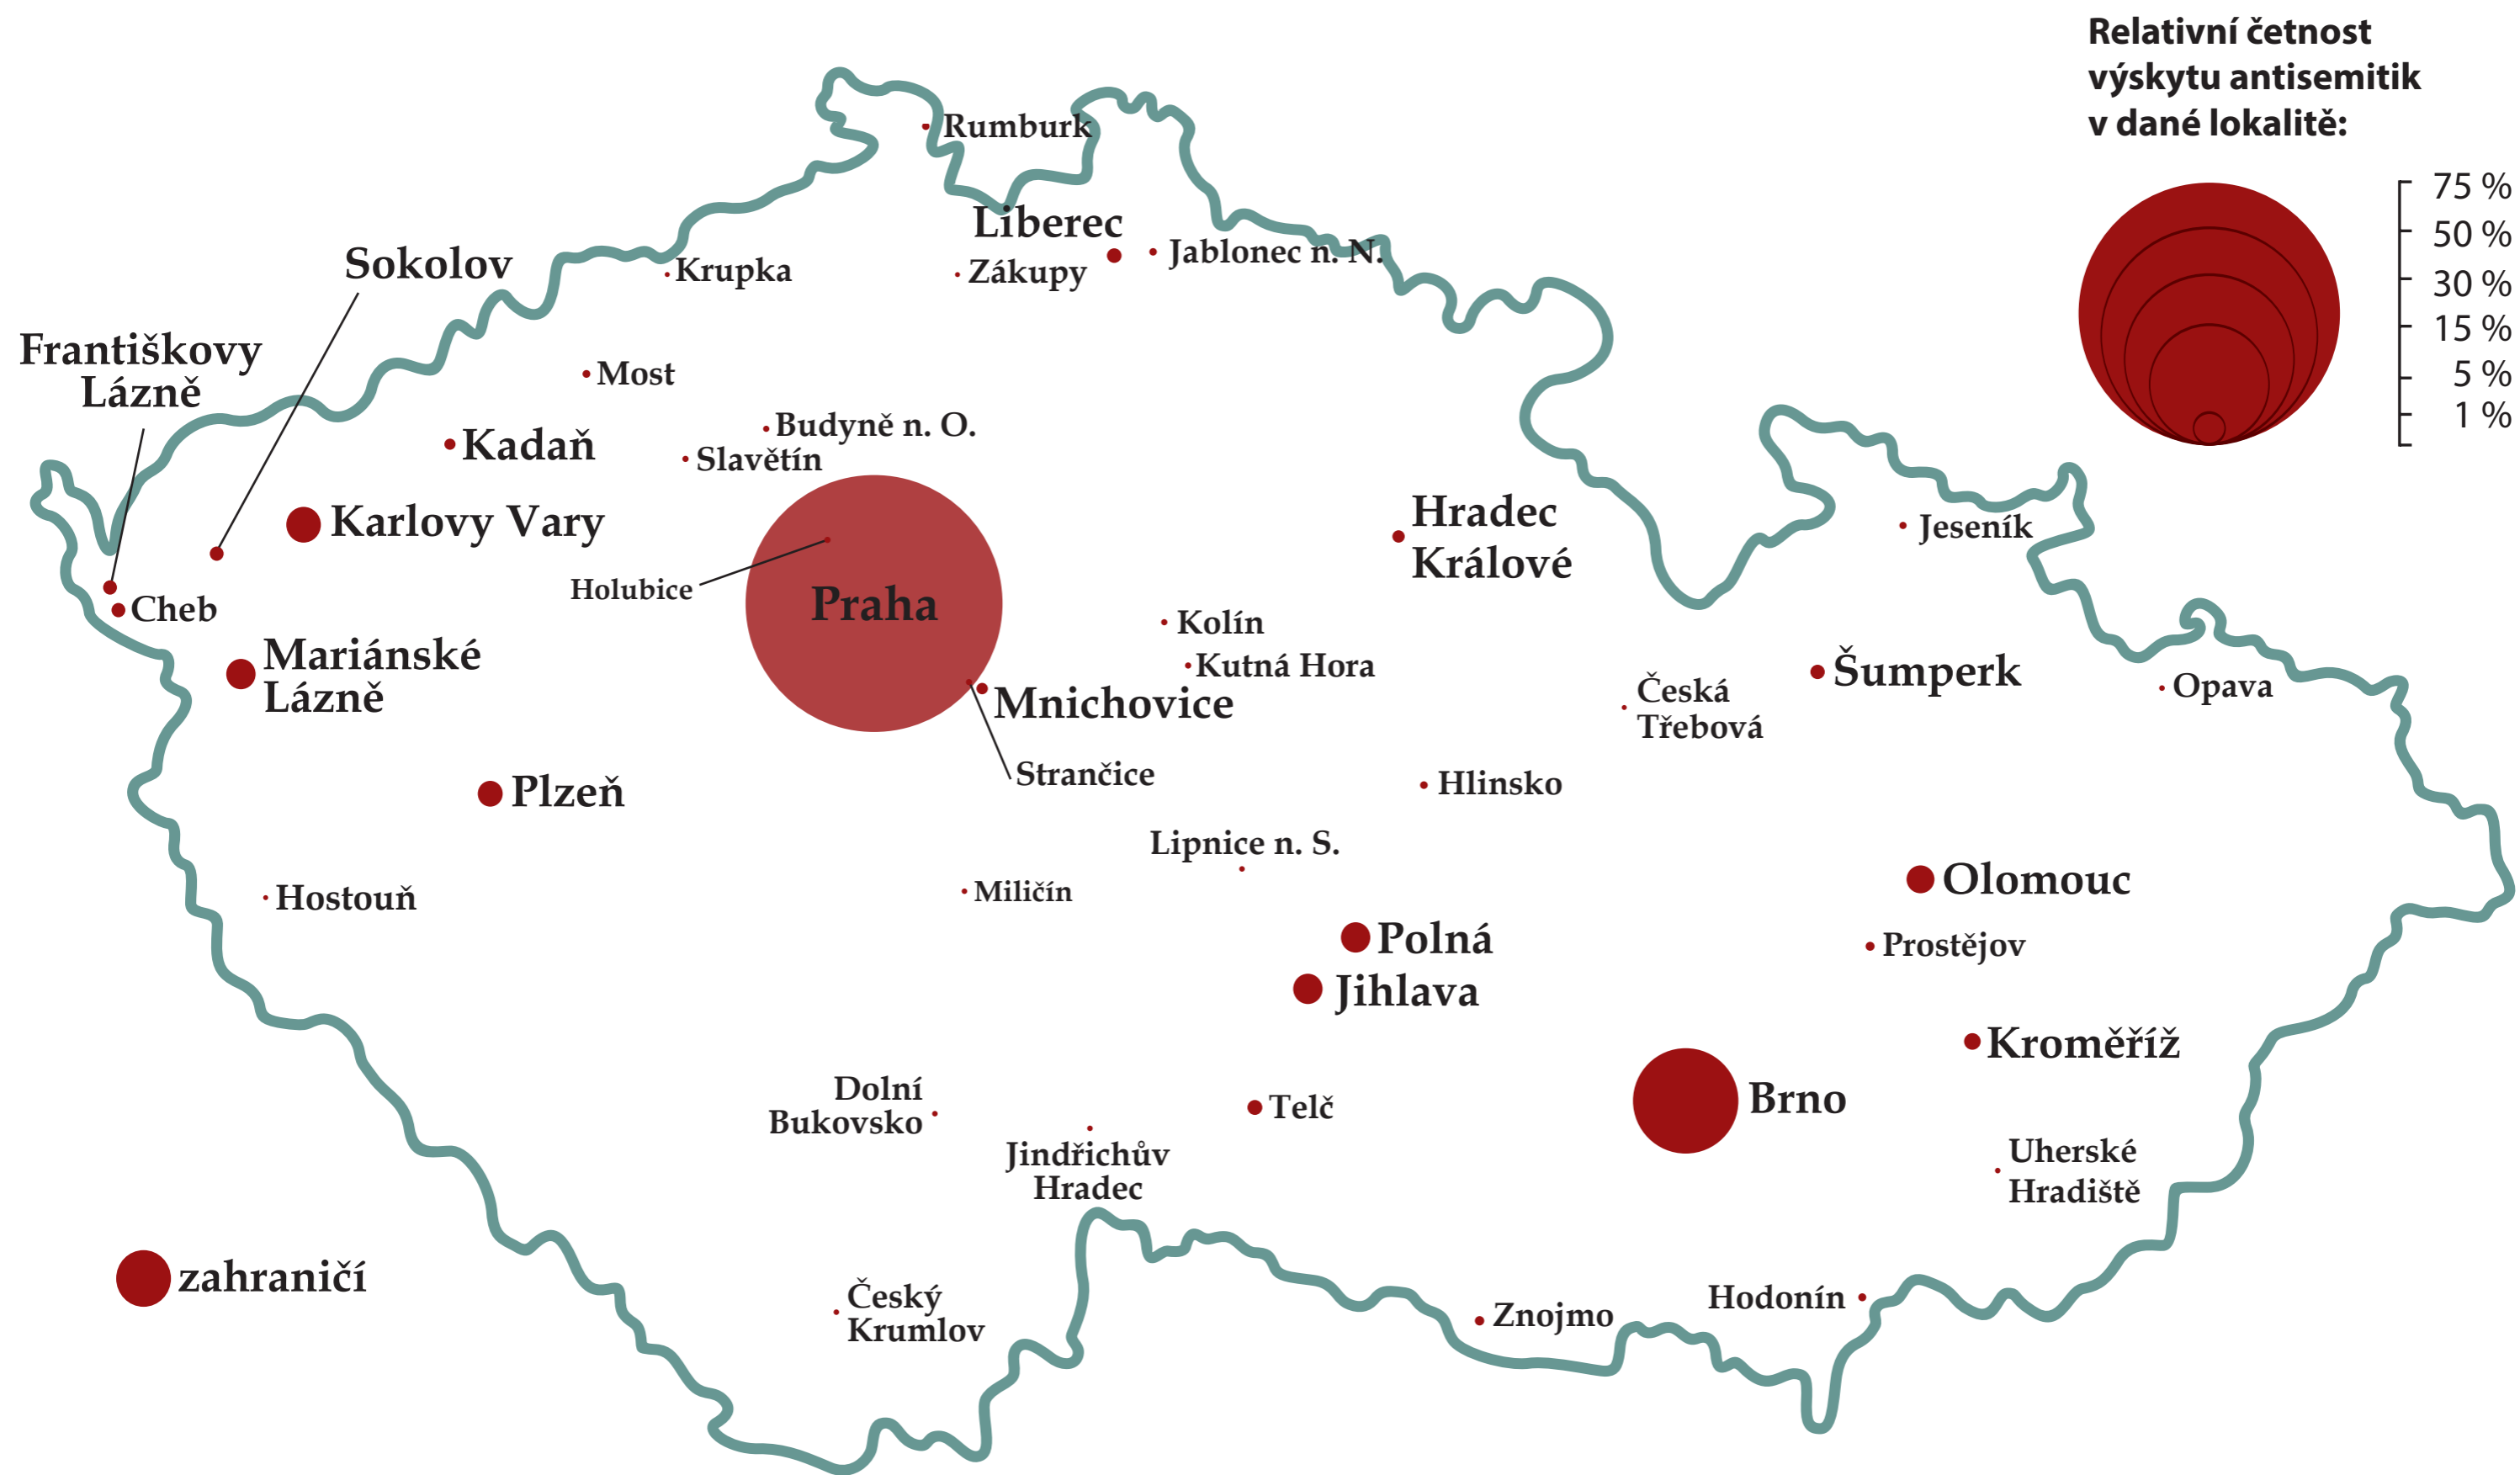 Relativní četnost
výskytu antisemitik
v dané lokalitě:
75 %
50 %
30 %
15 %
5 %
1 %
Rumburk
Liberec
Jablonec n. N.
Zákupy
Krupka
Sokolov
Františkovy
Lázně
Most
Budyně n. O.
Kadaň
Slavětín
Karlovy Vary
Hradec
Králové
Jeseník
Holubice
Praha
Cheb
Kolín
Mariánské
Lázně
Kutná Hora
Mnichovice
Šumperk
Opava
Česká
Třebová
Strančice
Hlinsko
Plzeň
Lipnice n. S.
Olomouc
Hostouň
Miličín
Polná
Prostějov
Jihlava
Kroměříž
Dolní
Bukovsko
Telč
Brno
Jindřichův
Hradec
Uherské
Hradiště
zahraničí
Český
Krumlov
Znojmo
Hodonín